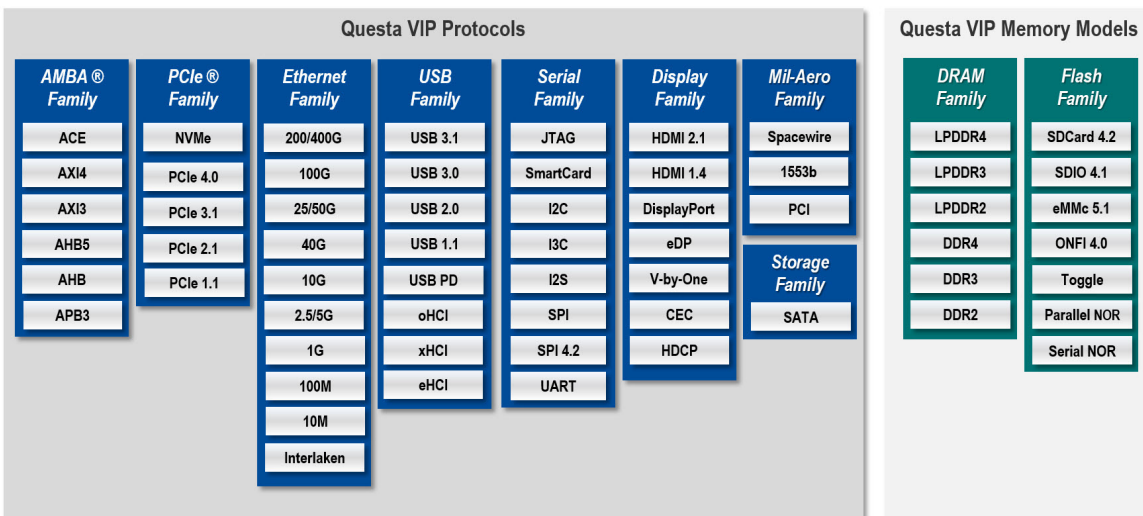 Questa VIP Protocols
AMBA ®
Family
ACE
AXI4
AXI3
AHB5
AHB
APB3
PCIe ®
Family
NVMe
PCIe 4.0
PCIe 3.1
PCIe 2.1
PCIe 1.1
Ethernet
Family
200/400G
100G
25/50G
40G
10G
2.5/5G
1G
100M
10M
Interlaken
USB
Family
USB 3.1
USB 3.0
USB 2.0
USB 1.1
USB PD
oHCI
xHCI
eHCI
Serial
Family
JTAG
SmartCard
I2C
I3C
I2S
SPI
SPI 4.2
UART
Display
Family
HDMI 2.1
HDMI 1.4
DisplayPort
eDP
V-by-One
CEC
HDCP
Mil-Aero
Family
Spacewire
1553b
PCI
Storage
Family
SATA
Questa VIP Memory Models
DRAM
Family
LPDDR4
LPDDR3
LPDDR2
DDR4
DDR3
DDR2
Flash
Family
SDCard 4.2
SDIO 4.1
eMMc 5.1
ONFI 4.0
Toggle
Parallel NOR
Serial NOR